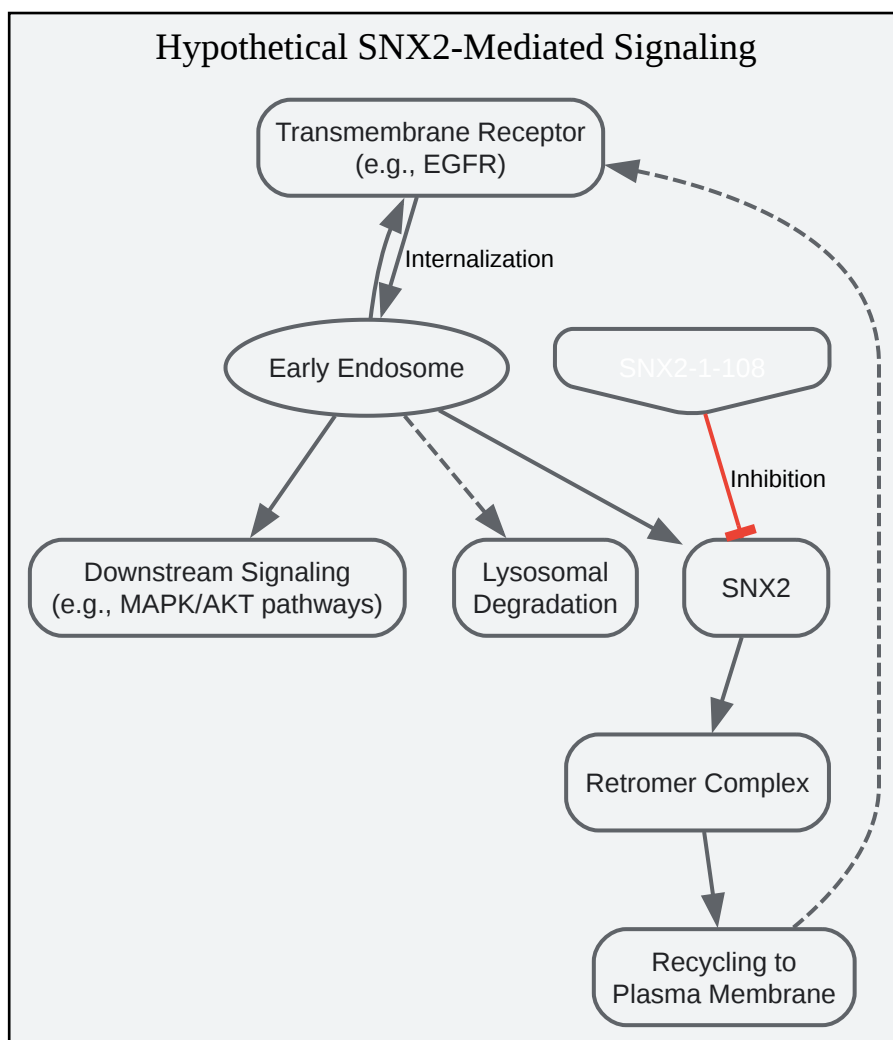 Hypothetical SNX2-Mediated Signaling
Transmembrane Receptor
(e.g., EGFR)
Internalization
Early Endosome
SNX2-1-108
Inhibition
Downstream Signaling
(e.g., MAPK/AKT pathways)
Lysosomal
Degradation
SNX2
Retromer Complex
Recycling to
Plasma Membrane